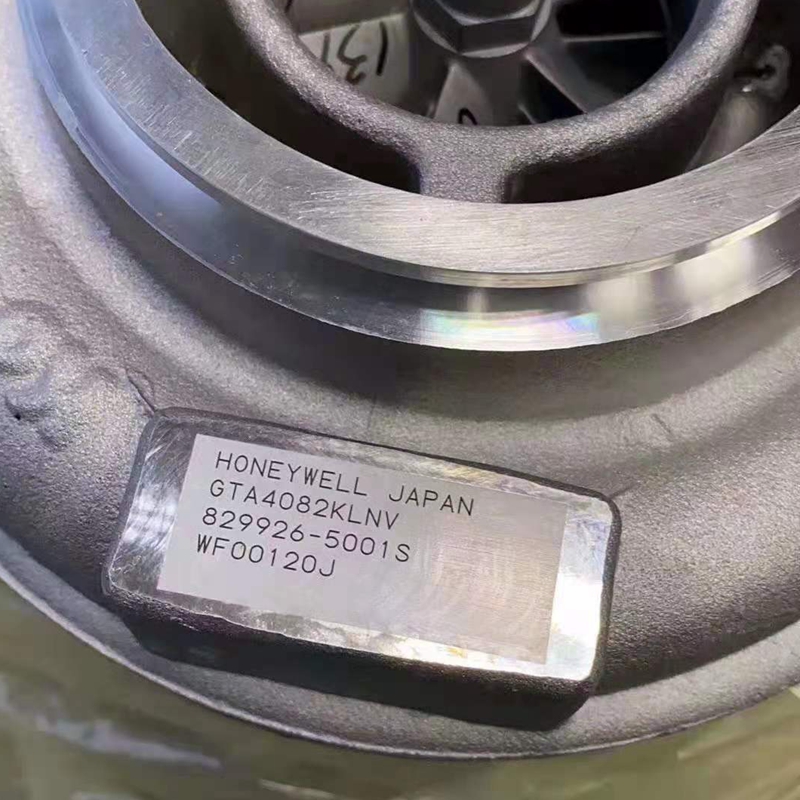 HONEYWELL JAPAN
GTA4082KLNV
829926-5001S
WF00120J